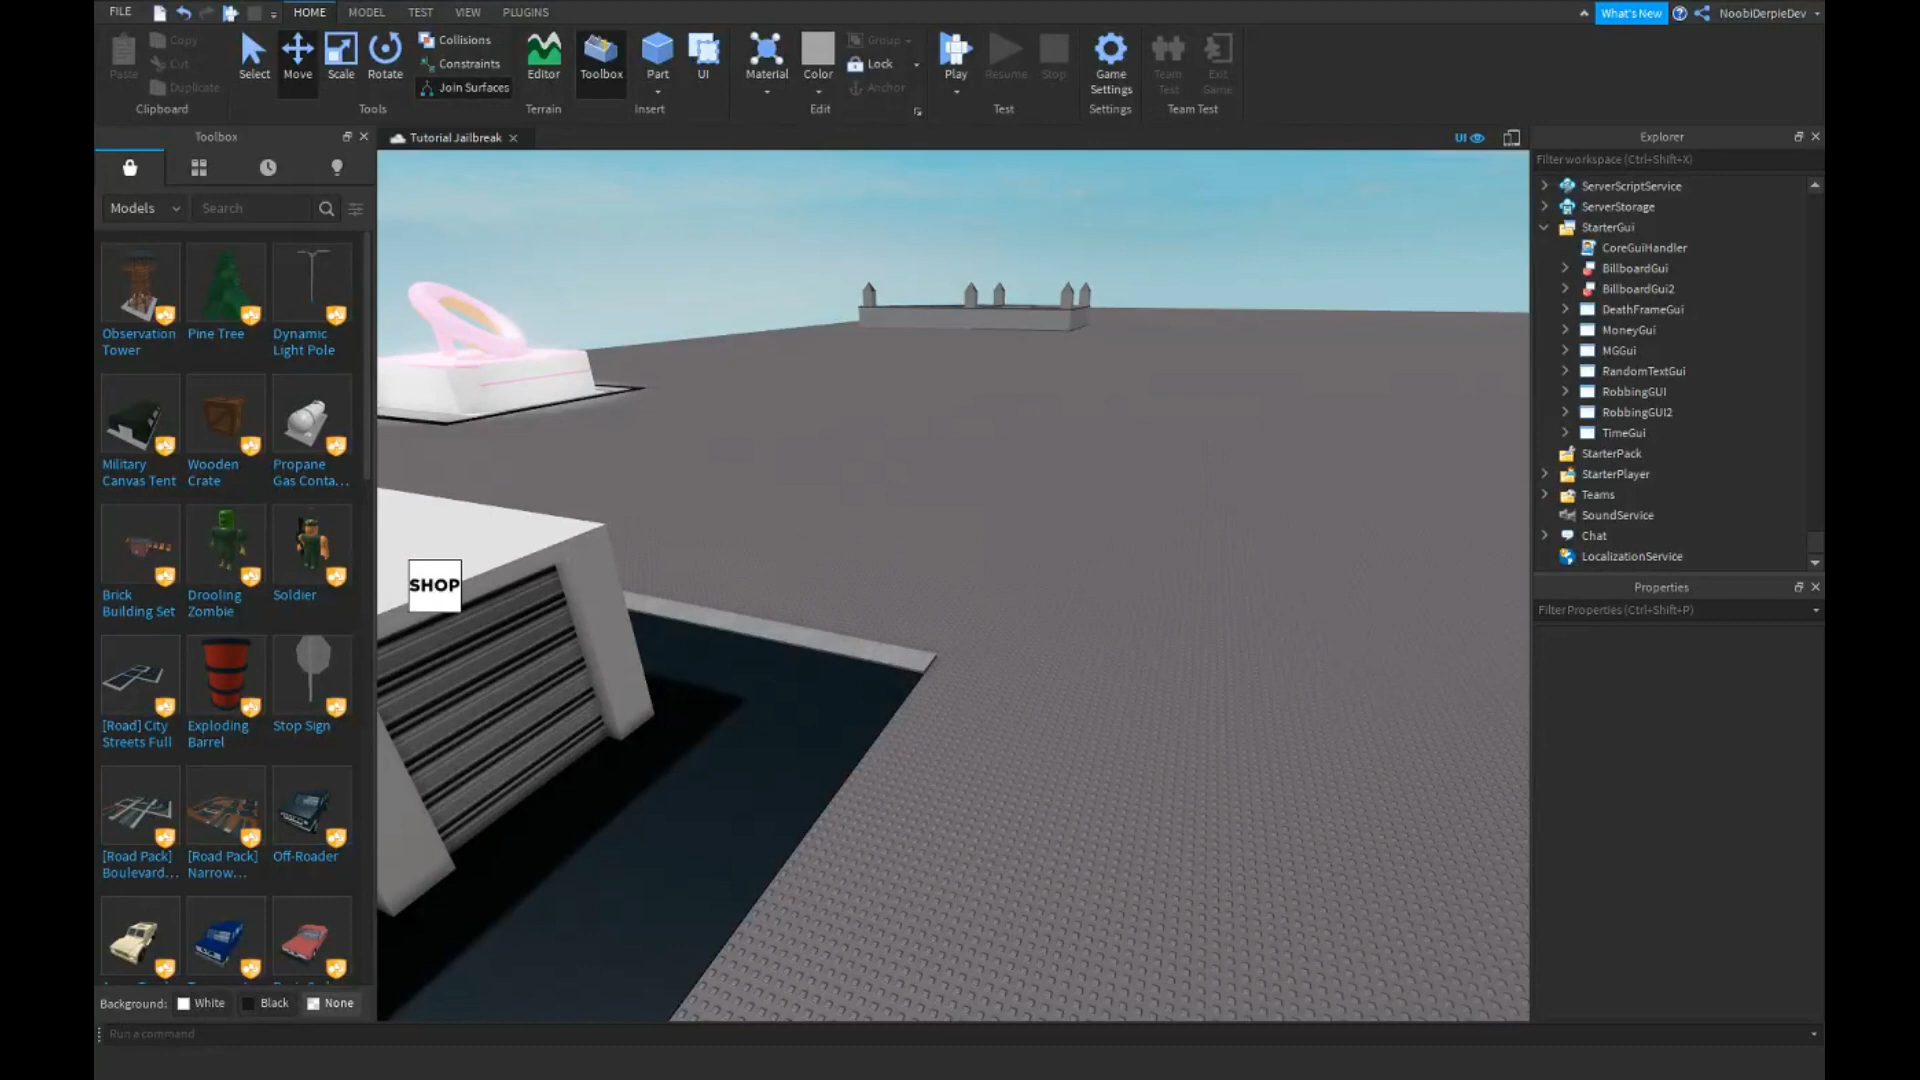 FILE HOME MODEL TEST VIEW PLUGINS What's New NoobiDerpieDev
Paste Copy Cut Duplicate Clipboard
Select Move Scale Rotate Collisions Constraints Join Surfaces Tools
Editor Terrain
Toolbox Part UI Insert
Material Color Group Lock Anchor Edit
Play Resume Stop Test
Game Settings Settings
Team Test Exit Game Team Test
Toolbox
Models Search
Observation Tower
Pine Tree
Dynamic Light Pole
Military Canvas Tent
Wooden Crate
Propane Gas Conta...
Brick Building Set
Drooling Zombie
Soldier
[Road] City Streets Full
Exploding Barrel
Stop Sign
[Road Pack] Boulevard...
[Road Pack] Narrow...
Off-Roader
Background: White Black None
Run a command
Tutorial Jailbreak
UI
SHOP
Explorer
Filter workspace (Ctrl+Shift+X)
ServerScriptService
ServerStorage
StarterGui
CoreGuiHandler
BillboardGui
BillboardGui2
DeathFrameGui
MoneyGui
MGGui
RandomTextGui
RobbingGUI
RobbingGUI2
TimeGui
StarterPack
StarterPlayer
Teams
SoundService
Chat
LocalizationService
Properties
Filter Properties (Ctrl+Shift+P)